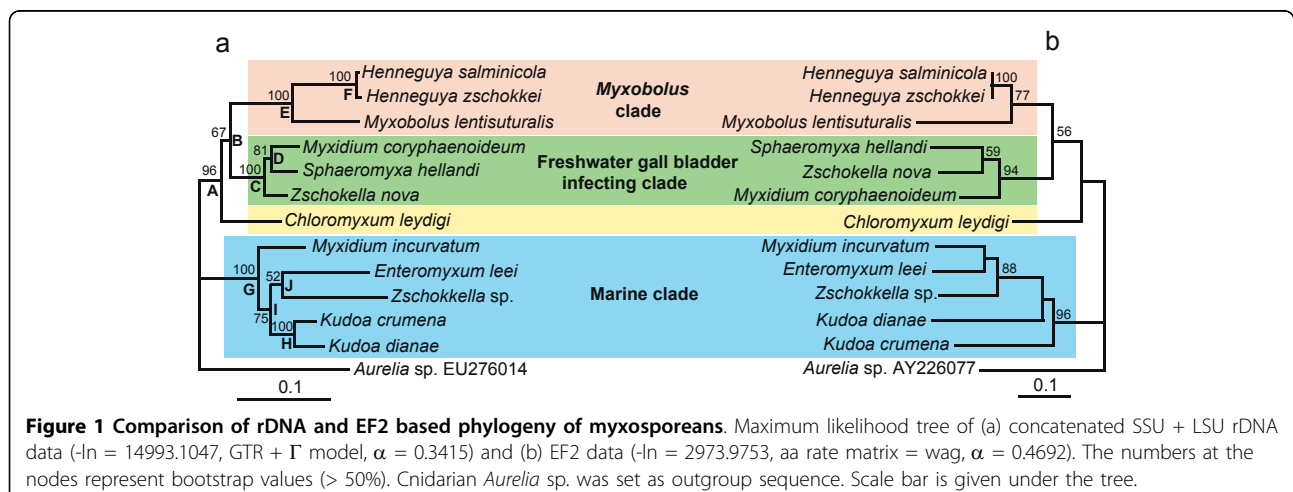 a
b
100
F
Henneguya salminicola
Henneguya zschokkei
100
E
Myxobolus lentisuturalis
67
B
81
D
Myxidium coryphaenoideum
Sphaeromyxa hellandi
100
C
Zschokella nova
96
A
Chloromyxum leydigi
Myxidium incurvatum
100
G
52
J
Enteromyxum leei
Zschokkella sp.
I
75
100
H
Kudoa crumena
Kudoa dianae
Aurelia sp. EU276014
0.1
Myxobolus
clade
Freshwater gall bladder
infecting clade
Marine clade
Henneguya salminicola
100
Henneguya zschokkei
77
Myxobolus lentisuturalis
56
Sphaeromyxa hellandi
59
Zschokella nova
94
Myxidium coryphaenoideum
Chloromyxum leydigi
Myxidium incurvatum
Enteromyxum leei
88
Zschokkella sp.
Kudoa dianae
96
Kudoa crumena
Aurelia sp. AY226077
0.1
Figure 1 Comparison of rDNA and EF2 based phylogeny of myxosporeans. Maximum likelihood tree of (a) concatenated SSU + LSU rDNA
data (-ln = 14993.1047, GTR + Γ model, α = 0.3415) and (b) EF2 data (-ln = 2973.9753, aa rate matrix = wag, α = 0.4692). The numbers at the
nodes represent bootstrap values (> 50%). Cnidarian Aurelia sp. was set as outgroup sequence. Scale bar is given under the tree.